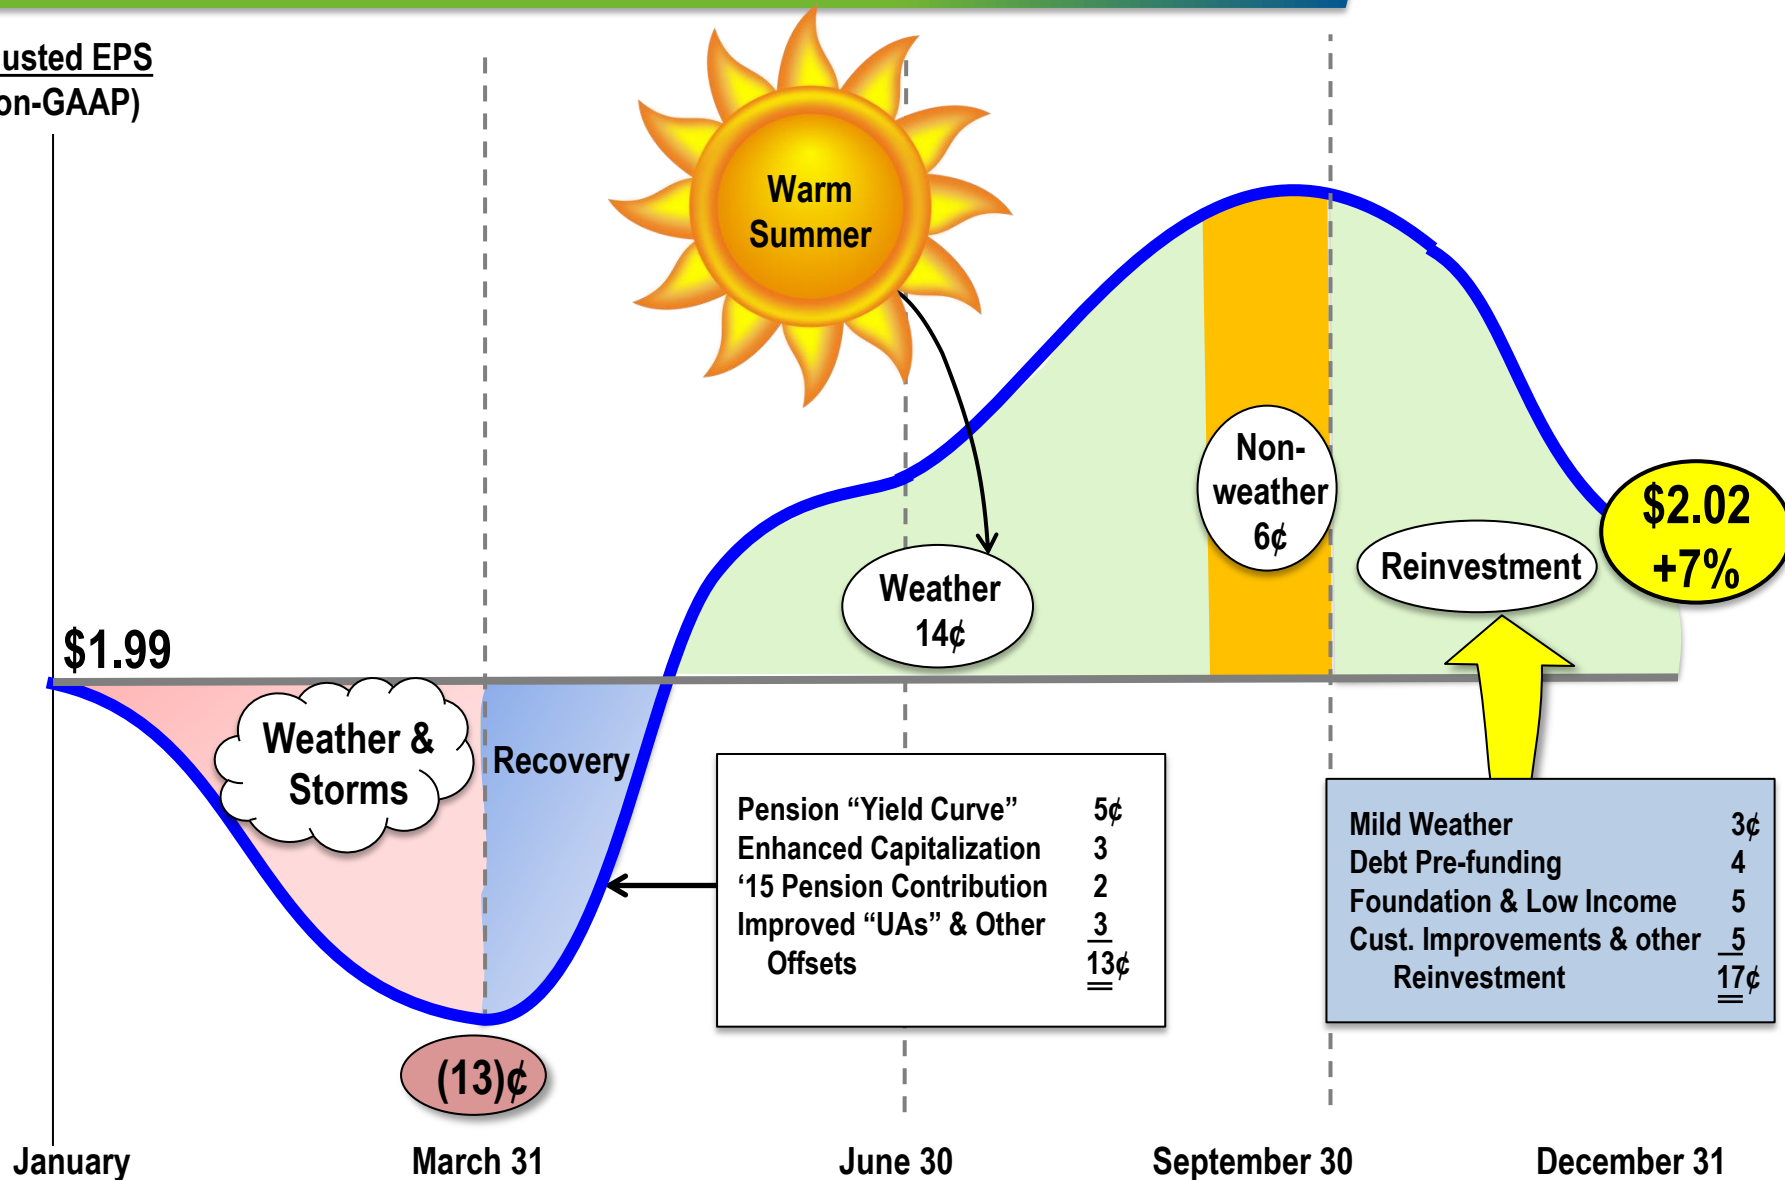 usted EPS
on-GAAP)
Warm
Summer
Non-
weather
6¢
$2.02
+7%
Reinvestment
Weather
14¢
$1.99
Weather &
Storms
Recovery
Pension “Yield Curve” 5¢
Enhanced Capitalization 3
‘15 Pension Contribution 2
Improved “UAs” & Other 3
Offsets 13¢
Mild Weather 3¢
Debt Pre-funding 4
Foundation & Low Income 5
Cust. Improvements & other 5
Reinvestment 17¢
(13)¢
January March 31 June 30 September 30 December 31